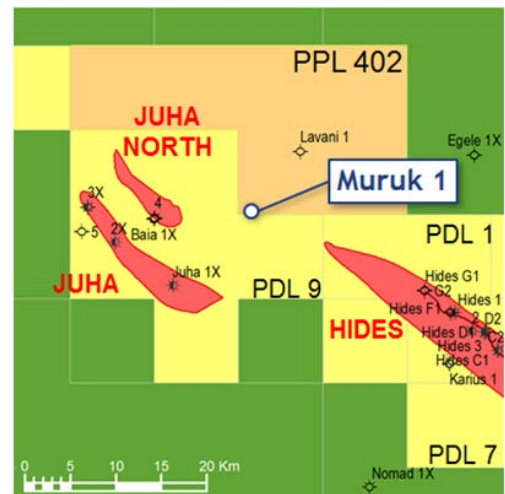 PPL 402
JUHA
NORTH
Lavani 1
Egele 1X
Muruk 1
3X
4
5
2X
Baia 1X
PDL 1
JUHA
Juha 1X
PDL 9
Hides G1
G2
Hides F1
Hides 1
HIDES
Hides D1
2
D2
Hides 3
C2
Hides C1
Karius 1
PDL 7
Nomad 1X
0 5 10 15 20 Km